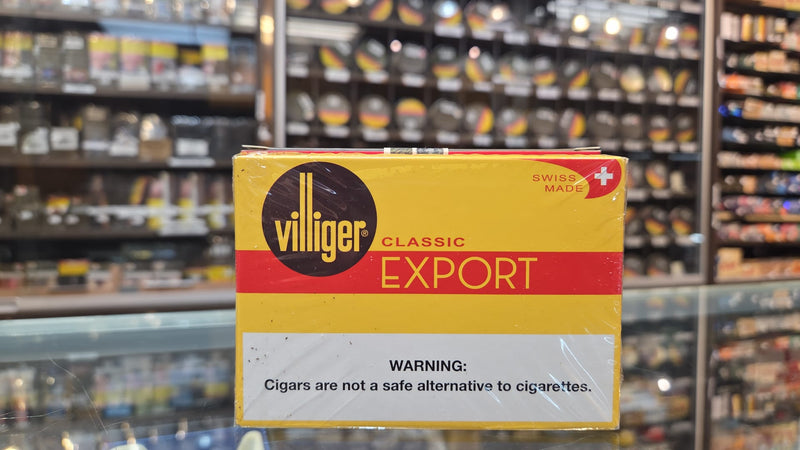 villiger®
SWISS
MADE
CLASSIC
EXPORT
WARNING:
Cigars are not a safe alternative to cigarettes.